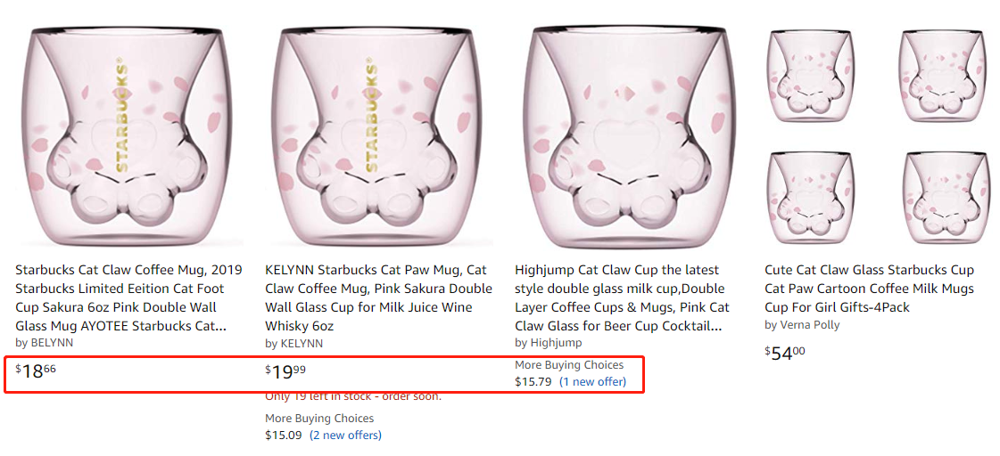 STARBUCKS®
STARBUCKS®
Starbucks Cat Claw Coffee Mug, 2019
Starbucks Limited Eeition Cat Foot
Cup Sakura 6oz Pink Double Wall
Glass Mug AYOTEE Starbucks Cat...
by BELYNN
$1866
KELYNN Starbucks Cat Paw Mug, Cat
Claw Coffee Mug, Pink Sakura Double
Wall Glass Cup for Milk Juice Wine
Whisky 6oz
by KELYNN
$1999
Only 19 left in stock - order soon.
More Buying Choices
$15.09 (2 new offers)
Highjump Cat Claw Cup the latest
style double glass milk cup,Double
Layer Coffee Cups & Mugs, Pink Cat
Claw Glass for Beer Cup Cocktail...
by Highjump
More Buying Choices
$15.79 (1 new offer)
Cute Cat Claw Glass Starbucks Cup
Cat Paw Cartoon Coffee Milk Mugs
Cup For Girl Gifts-4Pack
by Verna Polly
$5400